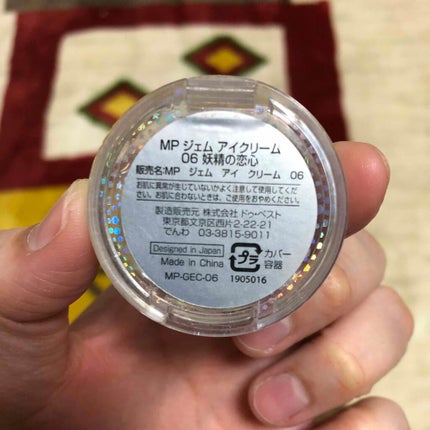 MP ジェム アイクリーム
06 妖精の恋心
販売名:MP ジェム アイ クリーム 06
お肌に異常が生じていないかよく注意して使用してくだ
さい。お肌に合わないときは、ご使用をおやめください。
製造販売元 株式会社 ドゥ・ベスト
東京都文京区西片2-22-21
でんわ 03-3815-9011
Designed in Japan
Made in China
MP-GEC-06
プラ
カバー
容器
1905016